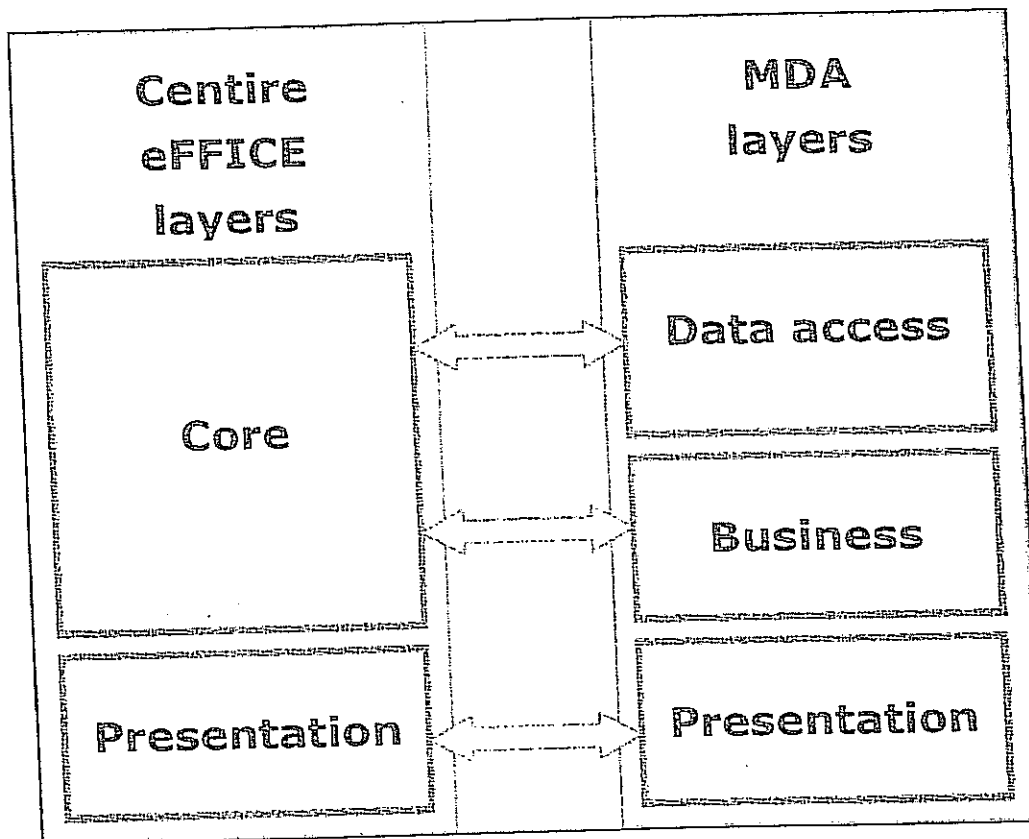 Centire
eFFICE
layers
MDA
layers
Core
Data access
Business
Presentation
Presentation